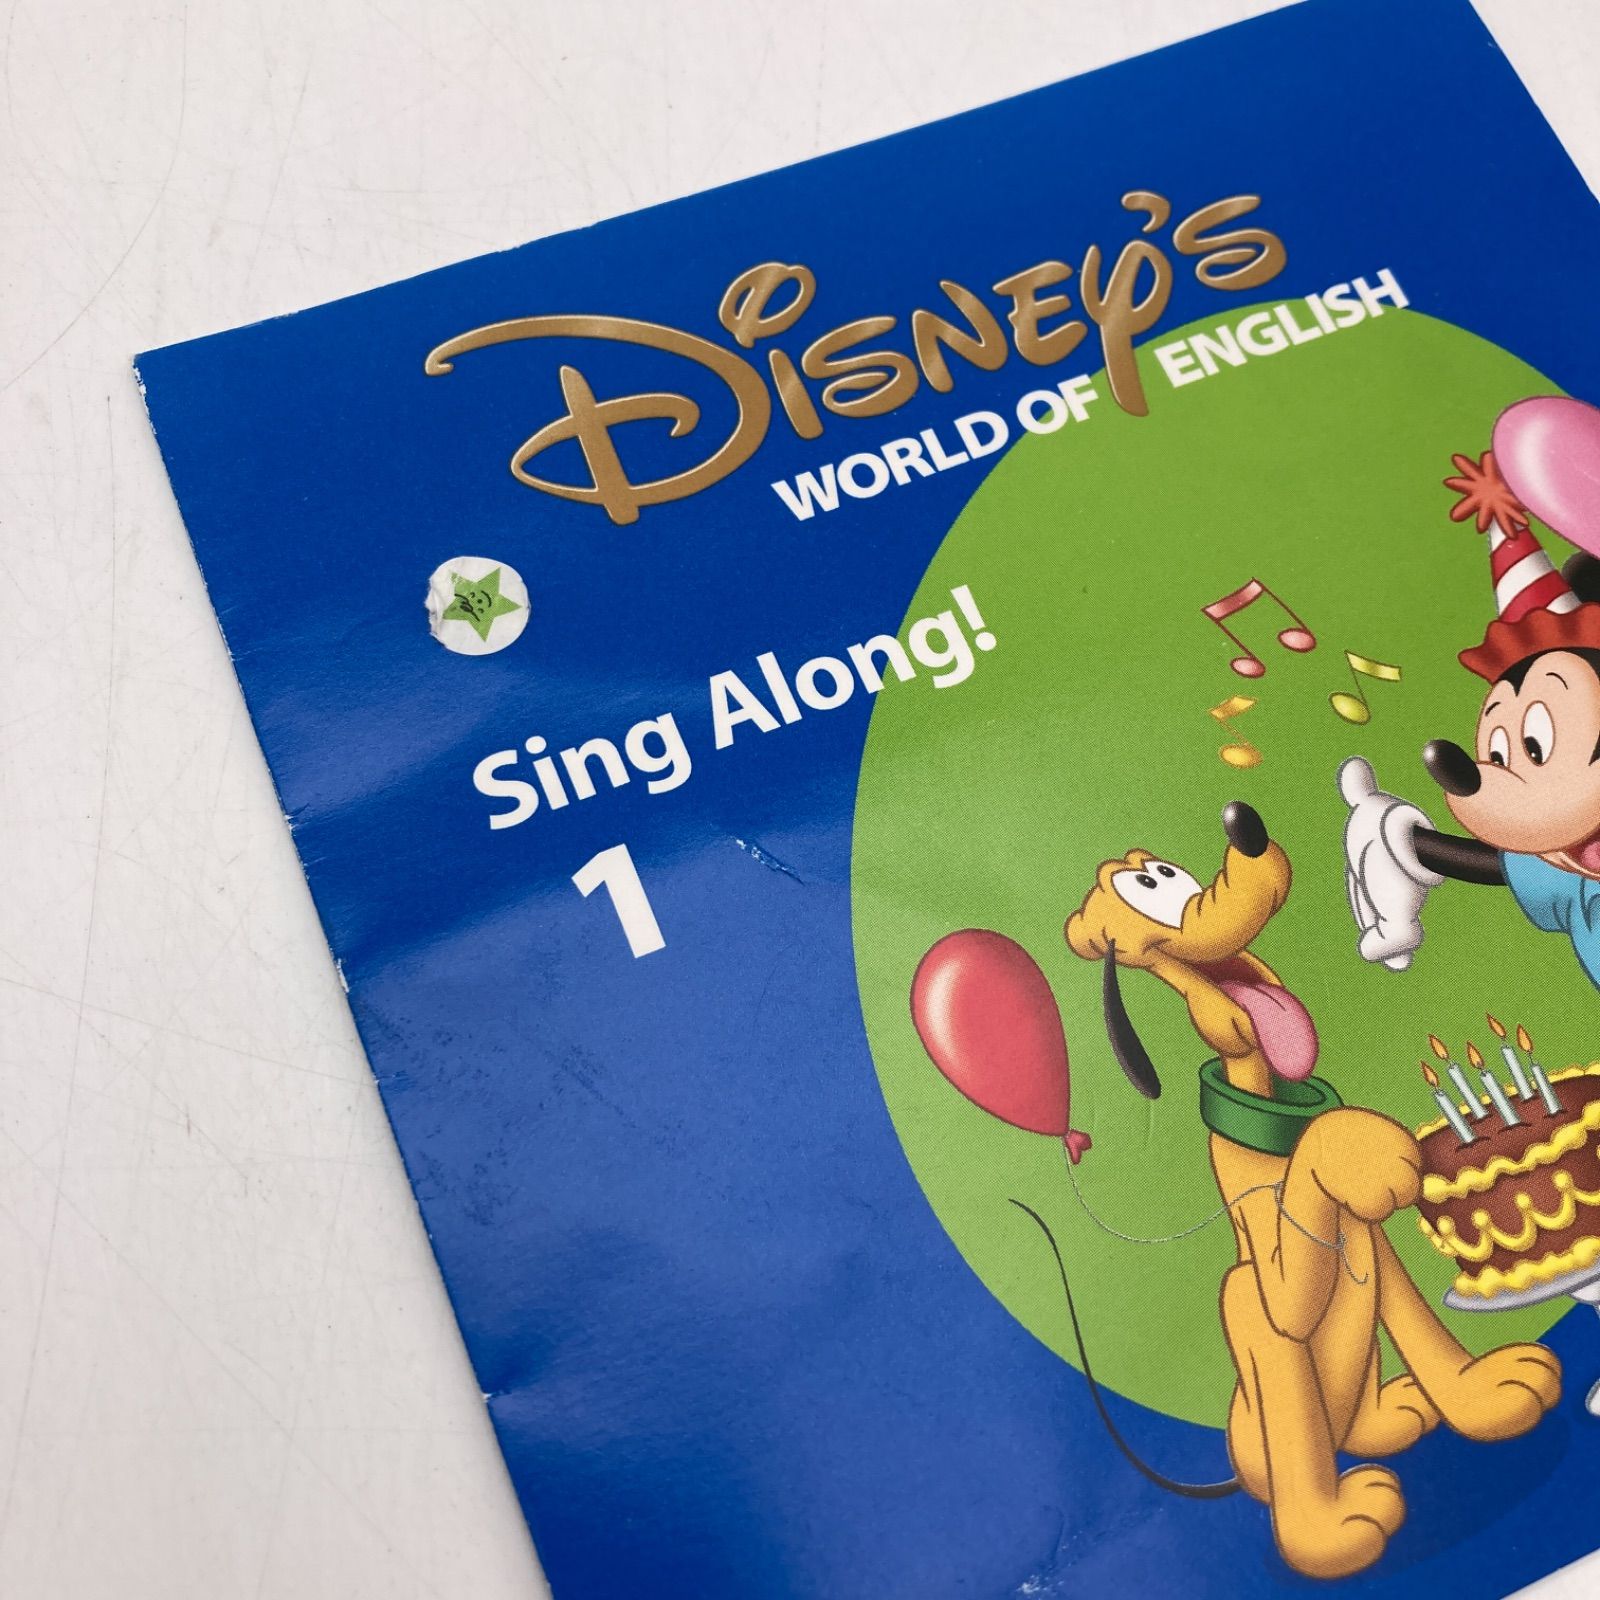 Disney's
WORLD OF ENGLISH
Sing Along!
1